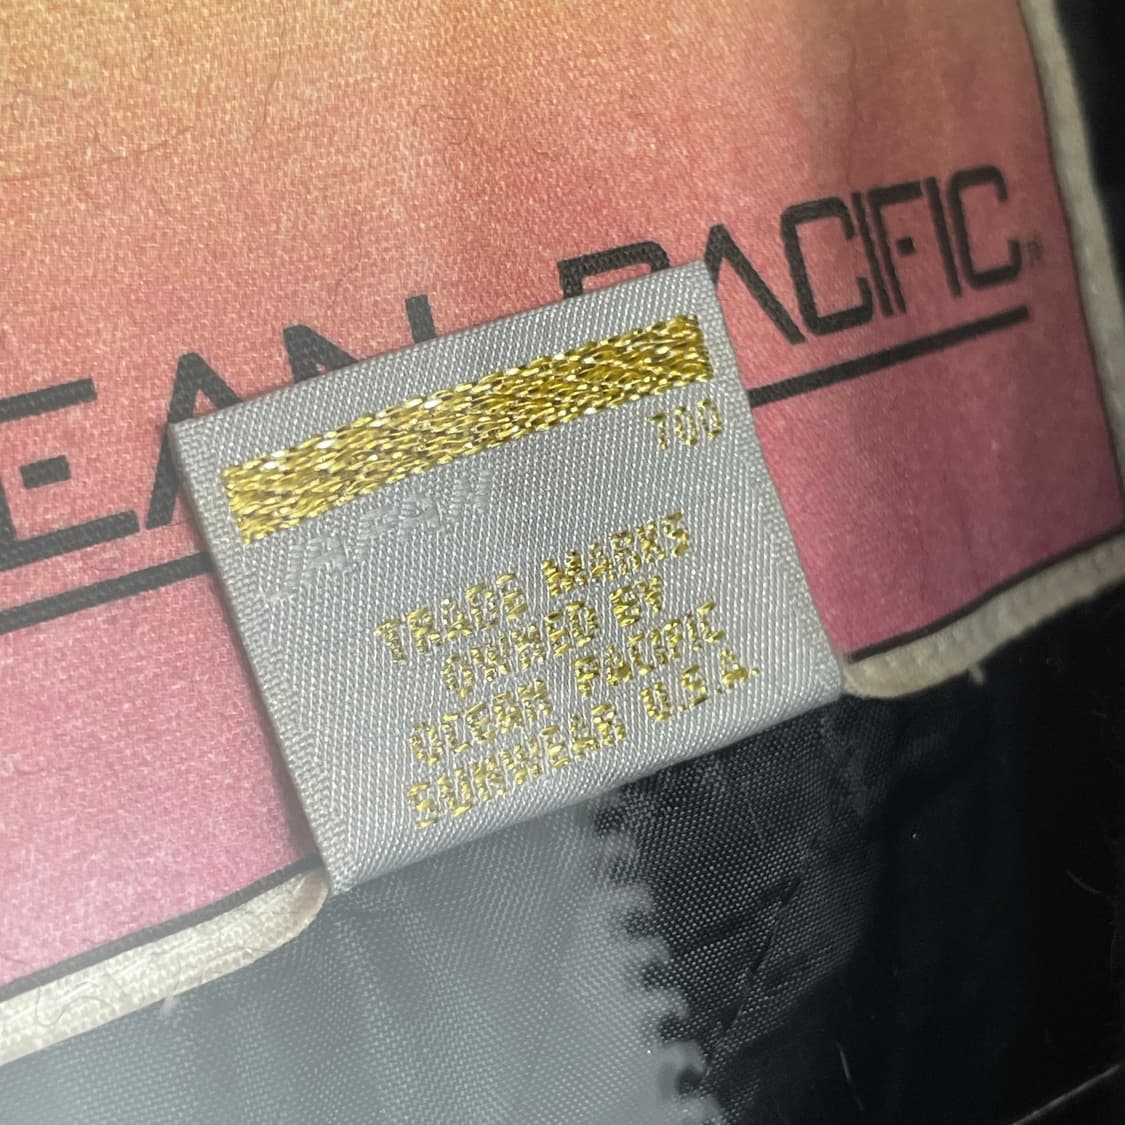 EAN PACIFIC
700
TRADE MARKS
OWNED BY
OCEAN PACIFIC
SUNWEAR U.S.A.